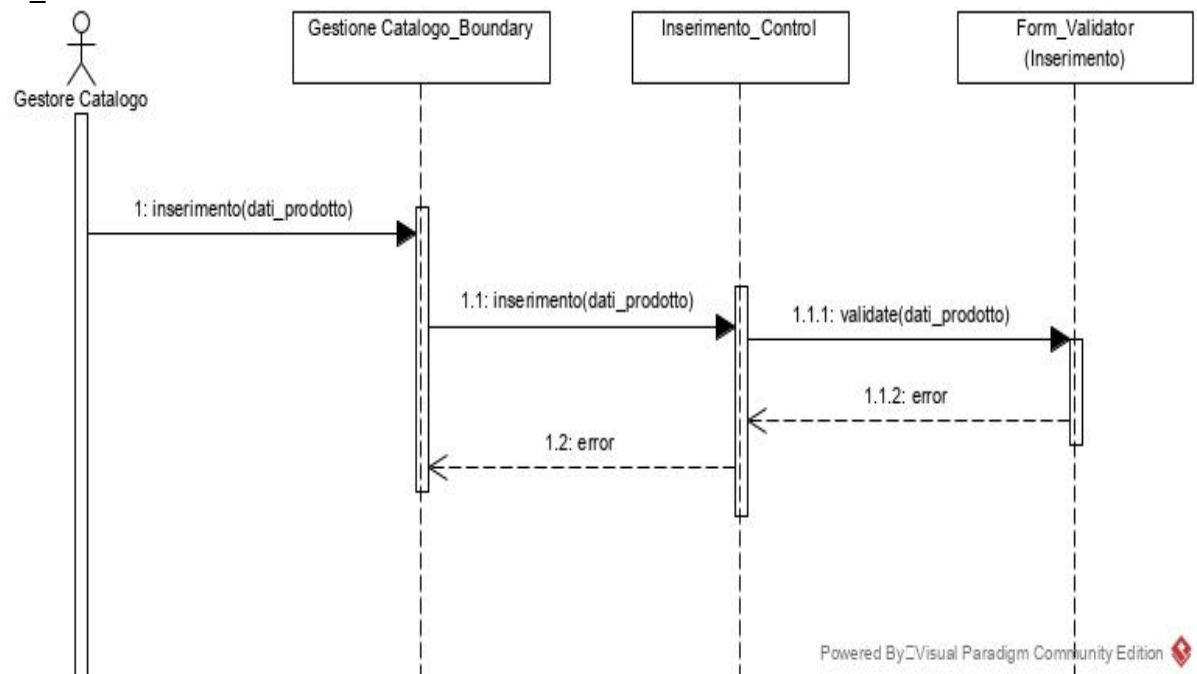 Gestore Catalogo
Gestione Catalogo_Boundary
Inserimento_Control
Form_Validator
(Inserimento)
1: inserimento(dati_prodotto)
1.1: inserimento(dati_prodotto)
1.1.1: validate(dati_prodotto)
1.1.2: error
1.2: error
Powered By Visual Paradigm Community Edition